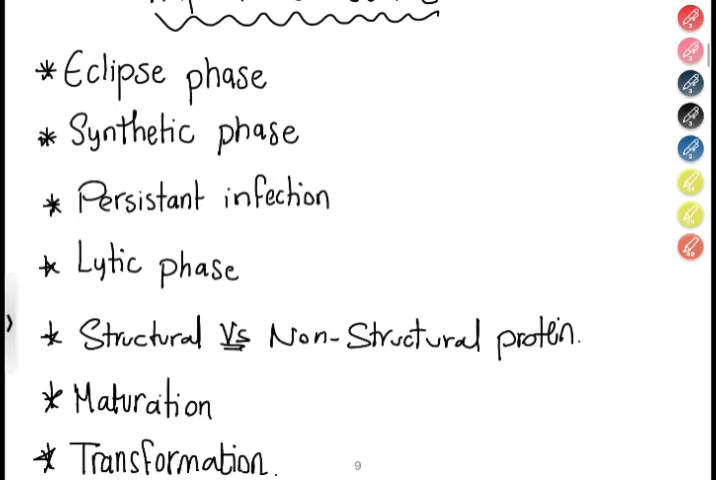 * Eclipse phase
* Synthetic phase
* Persistant infection
* Lytic phase
* Structural Vs Non-Structural protein.
* Maturation
* Transformation.
9